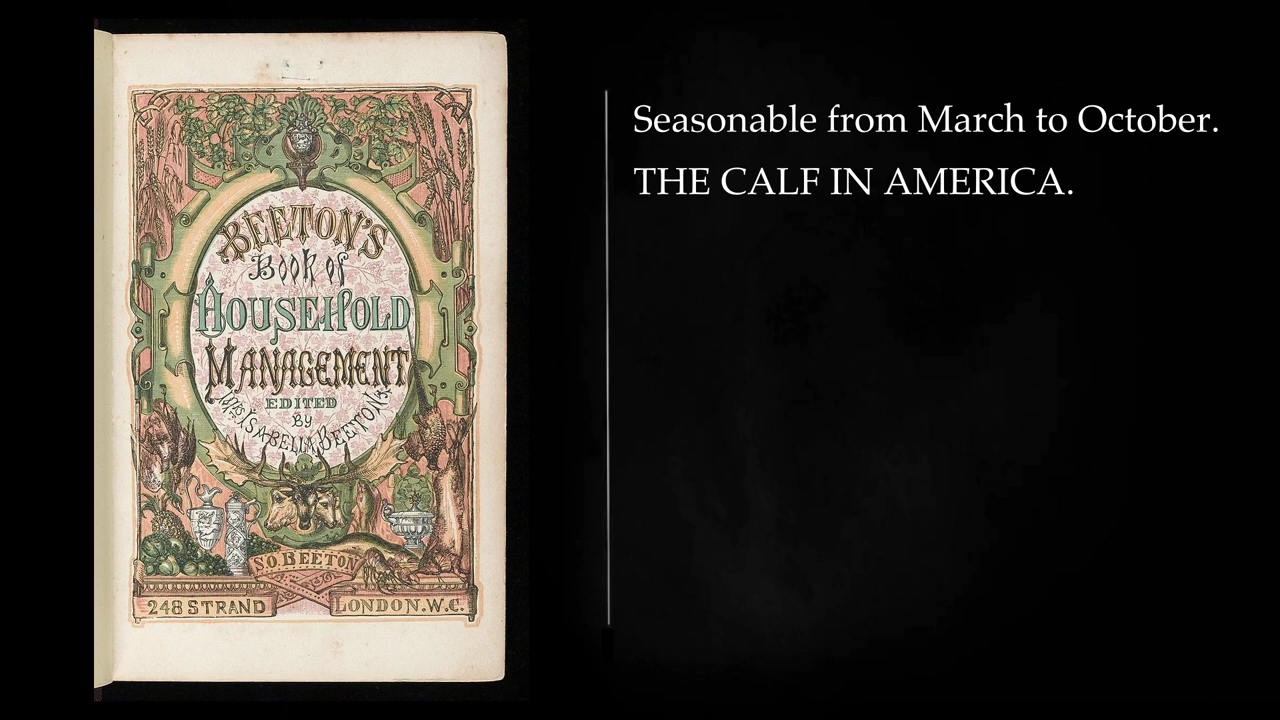 BEETON'S
Book of
HOUSEHOLD
MANAGEMENT
EDITED
BY
MRS ISABELLA BEETON
S.O. BEETON
248 STRAND
LONDON. W.C.
Seasonable from March to October.
THE CALF IN AMERICA.